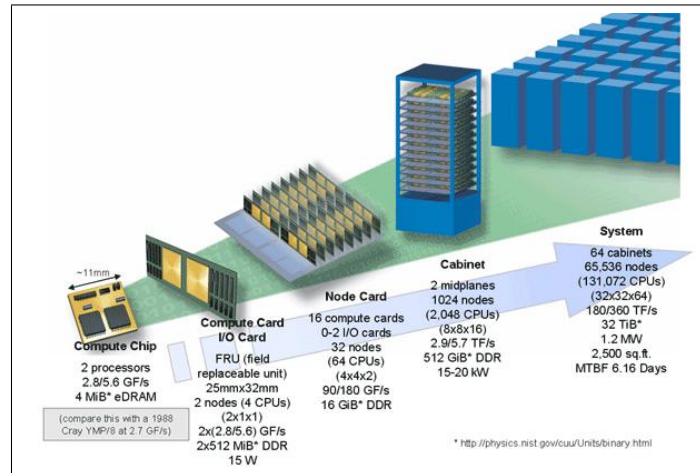 ~11mm
Compute Chip
2 processors
2.8/5.6 GF/s
4 MiB* eDRAM
(compare this with a 1988
Cray YMP/8 at 2.7 GF/s)
Compute Card
I/O Card
FRU (field
replaceable unit)
25mmx32mm
2 nodes (4 CPUs)
(2x1x1)
2x(2.8/5.6) GF/s
2x512 MiB* DDR
15 W
Node Card
16 compute cards
0-2 I/O cards
32 nodes
(64 CPUs)
(4x4x2)
90/180 GF/s
16 GiB* DDR
Cabinet
2 midplanes
1024 nodes
(2,048 CPUs)
(8x8x16)
2.9/5.7 TF/s
512 GiB* DDR
15-20 kW
System
64 cabinets
65,536 nodes
(131,072 CPUs)
(32x32x64)
180/360 TF/s
32 TiB*
1.2 MW
2,500 sq.ft.
MTBF 6.16 Days
* http://physics.nist.gov/cuu/Units/binary.html